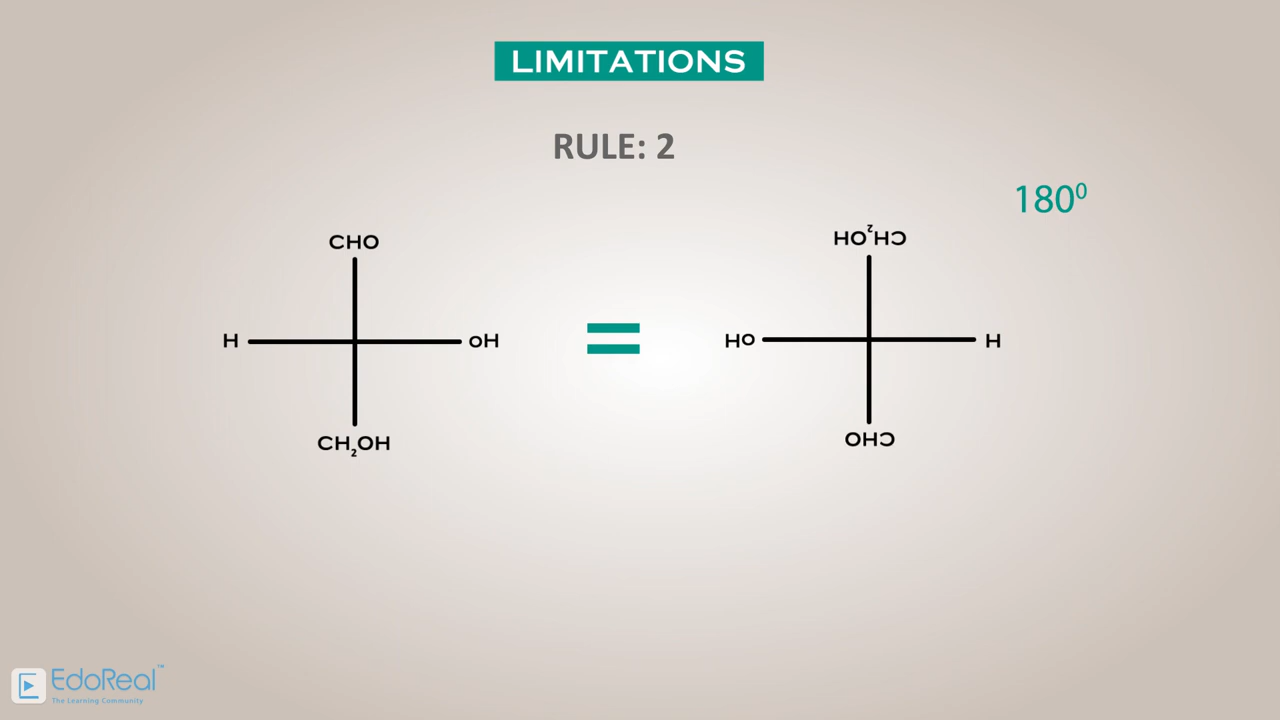 LIMITATIONS
RULE: 2
180⁰
CHO
H
oH
CH₂OH
=
CH₂OH
Ho
H
CHO
EdoReal™
The Learning Community